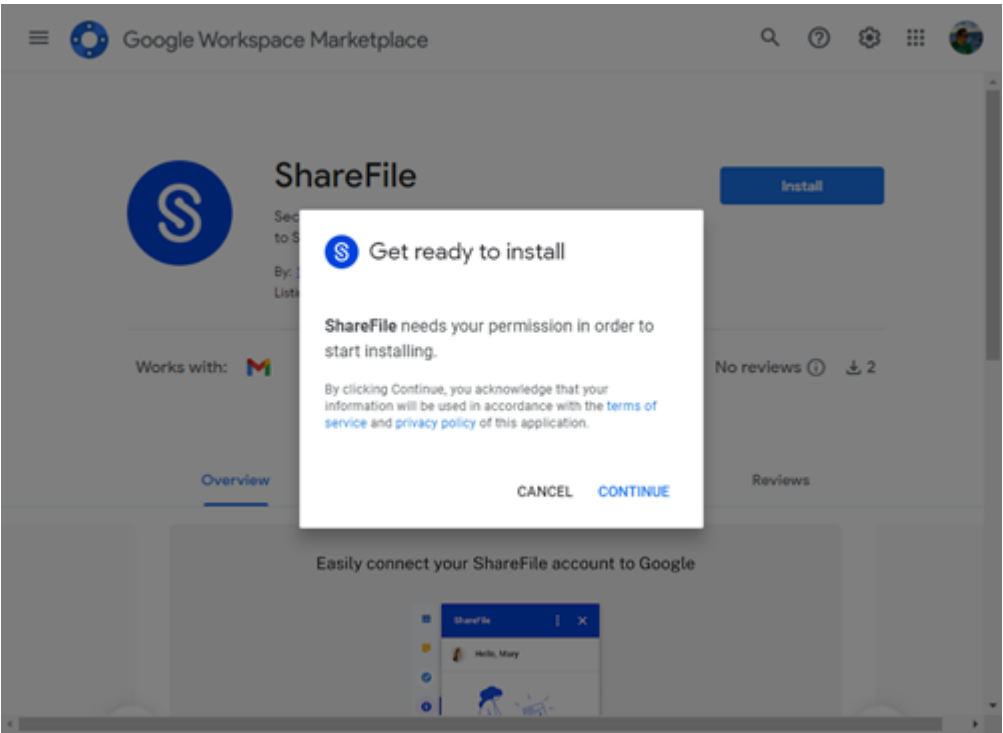 Google Workspace Marketplace
ShareFile
Install
Sec
to S
By:
Listi
Get ready to install
ShareFile needs your permission in order to
start installing.
By clicking Continue, you acknowledge that your
information will be used in accordance with the terms of
service and privacy policy of this application.
CANCEL CONTINUE
Works with:
No reviews 2
Overview
Reviews
Easily connect your ShareFile account to Google
ShareFile
Hello, Mary